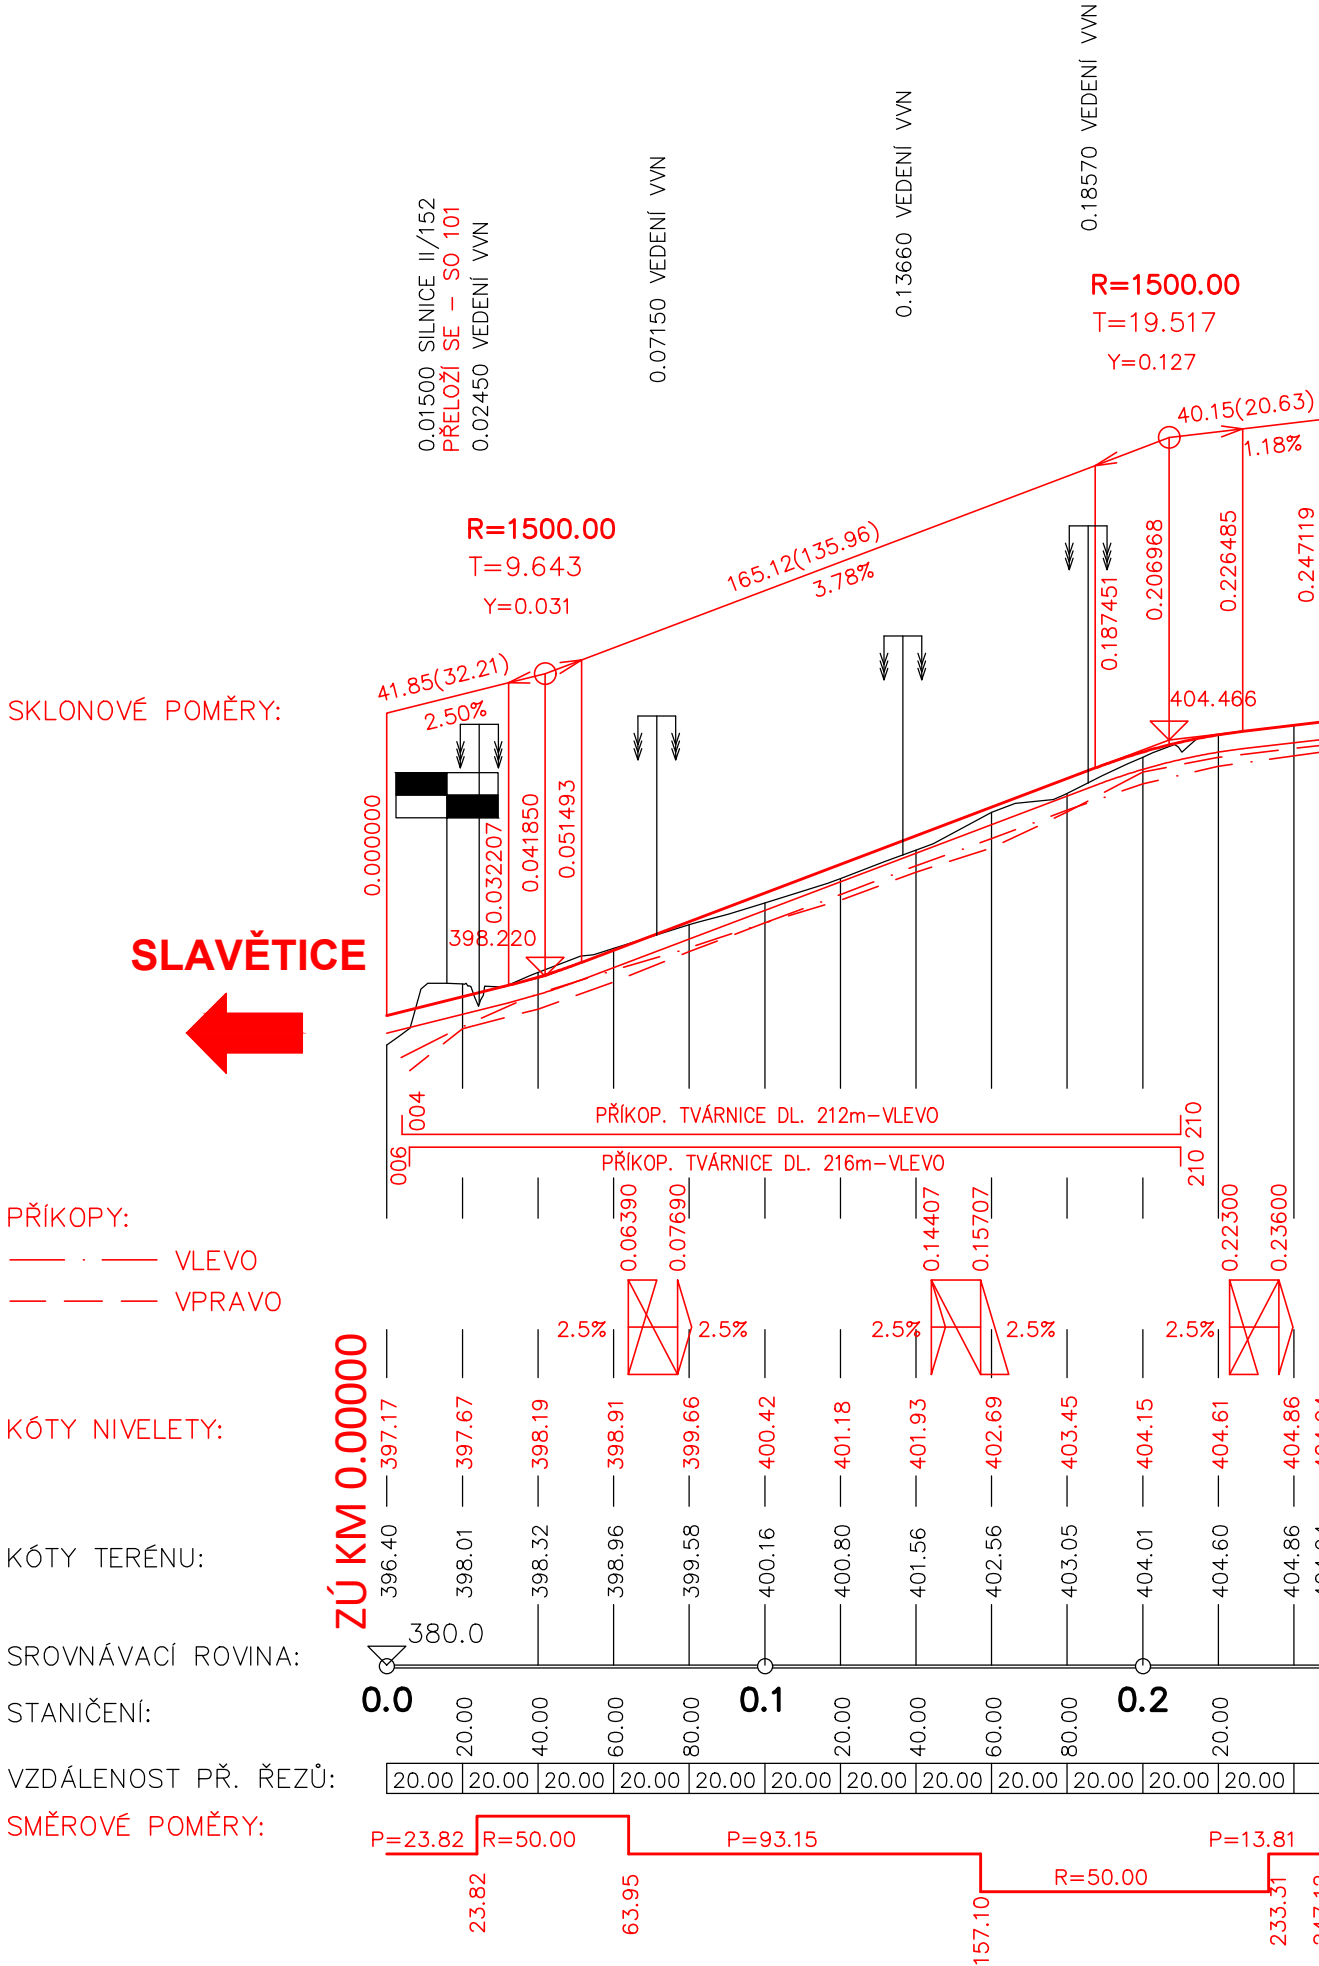 0.01500 SILNICE II/152
PŘELOŽÍ SE – SO 101
0.02450 VEDENÍ VVN
0.07150 VEDENÍ VVN
0.13660 VEDENÍ VVN
0.18570 VEDENÍ VVN
R=1500.00
T=19.517
Y=0.127
40.15(20.63)
1.18%
R=1500.00
T=9.643
Y=0.031
165.12(135.96)
3.78%
41.85(32.21)
2.50%
SKLONOVÉ POMĚRY:
0.000000
0.032207
0.041850
0.051493
0.187451
0.206968
0.226485
0.247119
398.220
404.466
SLAVĚTICE
004
PŘÍKOP. TVÁRNICE DL. 212m–VLEVO
210
006
PŘÍKOP. TVÁRNICE DL. 216m–VLEVO
210
PŘÍKOPY:
VLEVO
VPRAVO
0.06390
0.07690
0.14407
0.15707
0.22300
0.23600
2.5%
2.5%
2.5%
2.5%
2.5%
ZÚ KM 0.00000
KÓTY NIVELETY:
397.17
397.67
398.19
398.91
399.66
400.42
401.18
401.93
402.69
403.45
404.15
404.61
404.86
KÓTY TERÉNU:
396.40
398.01
398.32
398.96
399.58
400.16
400.80
401.56
402.56
403.05
404.01
404.60
404.86
SROVNÁVACÍ ROVINA:
380.0
STANIČENÍ:
0.0
20.00
40.00
60.00
80.00
0.1
20.00
40.00
60.00
80.00
0.2
20.00
VZDÁLENOST PŘ. ŘEZŮ:
20.00 20.00 20.00 20.00 20.00 20.00 20.00 20.00 20.00 20.00 20.00 20.00
SMĚROVÉ POMĚRY:
P=23.82
R=50.00
P=93.15
R=50.00
P=13.81
23.82
63.95
157.10
233.31